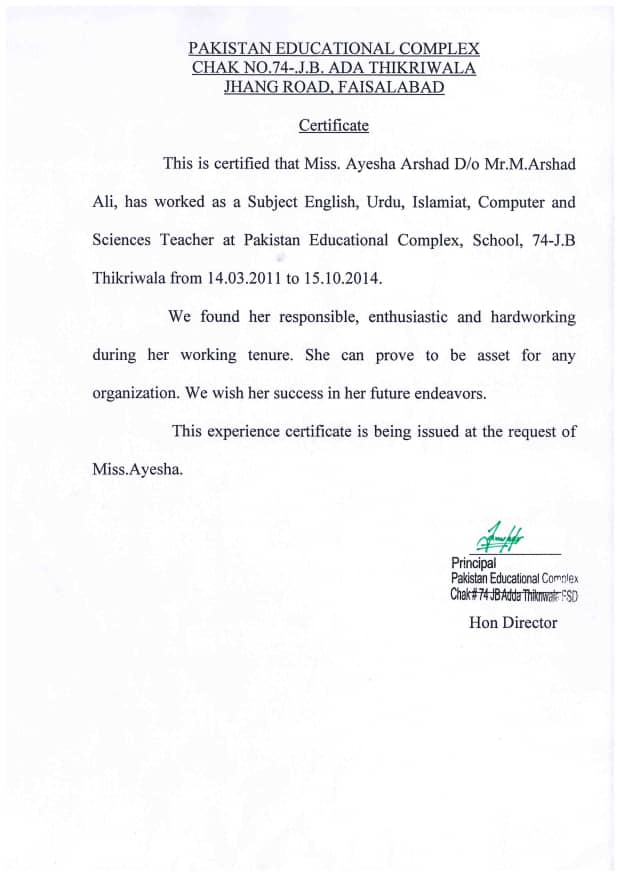 PAKISTAN EDUCATIONAL COMPLEX
CHAK NO.74-.J.B. ADA THIKRIWALA
JHANG ROAD, FAISALABAD
Certificate
This is certified that Miss. Ayesha Arshad D/o Mr.M.Arshad
Ali, has worked as a Subject English, Urdu, Islamiat, Computer and
Sciences Teacher at Pakistan Educational Complex, School, 74-J.B
Thikriwala from 14.03.2011 to 15.10.2014.
We found her responsible, enthusiastic and hardworking
during her working tenure. She can prove to be asset for any
organization. We wish her success in her future endeavors.
This experience certificate is being issued at the request of
Miss.Ayesha.
Principal
Pakistan Educational Complex
Chak#74 JB Adda FSD
Hon Director